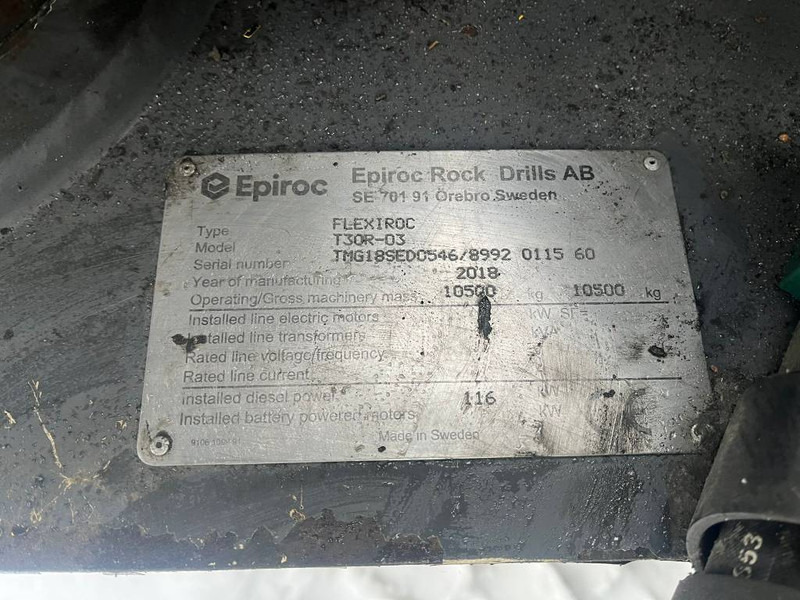 Epiroc
Epiroc Rock Drills AB
SE 701 91 Örebro, Sweden
Type FLEXIROC
Model T30R-03
Serial number TMG18SED0546/8992 0115 60
Year of manufacturing 2018
Operating/Gross machinery mass 10500 kg 10500 kg
Installed line electric motors kW SF=
Installed line transformers kVA
Rated line voltage/frequency
Rated line current
Installed diesel power 116 kW
Installed battery powered motors kW
Made in Sweden
S53